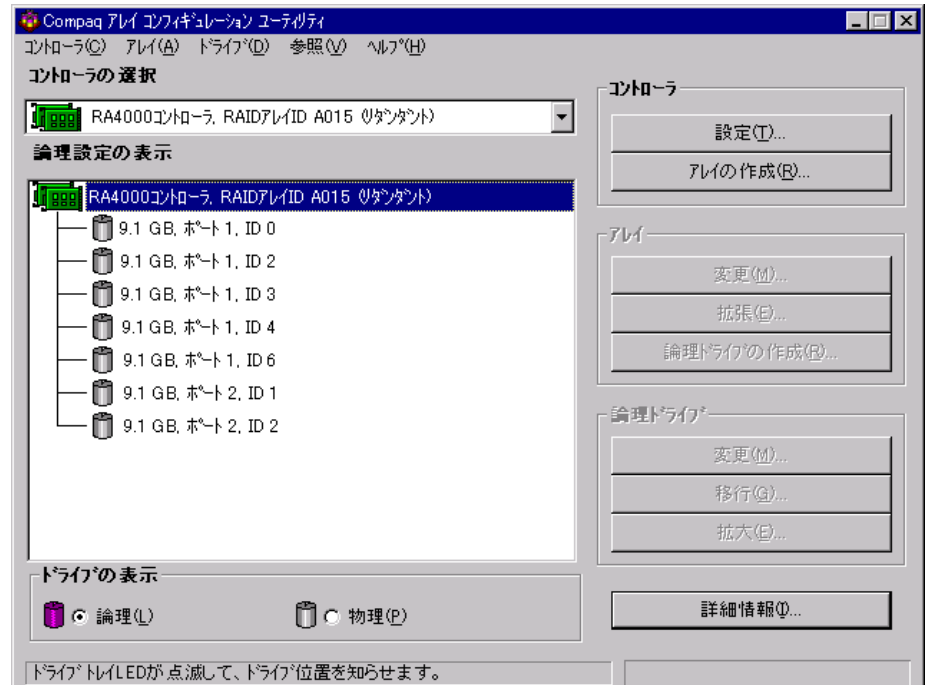 Compaq ｱﾚｲ ｺﾝﾌｨｷﾞｭﾚｰｼｮﾝ ﾕｰﾃｨﾘﾃｨ
ｺﾝﾄﾛｰﾗ(C) ｱﾚｲ(A) ﾄﾞﾗｲﾌﾞ(D) 参照(V) ﾍﾙﾌﾟ(H)
ｺﾝﾄﾛｰﾗの選択
RA4000ｺﾝﾄﾛｰﾗ, RAIDｱﾚｲID A015 (ﾘﾀﾞﾝﾀﾞﾝﾄ)
論理設定の表示
RA4000ｺﾝﾄﾛｰﾗ, RAIDｱﾚｲID A015 (ﾘﾀﾞﾝﾀﾞﾝﾄ)
9.1 GB, ﾎﾟｰﾄ 1, ID 0
9.1 GB, ﾎﾟｰﾄ 1, ID 2
9.1 GB, ﾎﾟｰﾄ 1, ID 3
9.1 GB, ﾎﾟｰﾄ 1, ID 4
9.1 GB, ﾎﾟｰﾄ 1, ID 6
9.1 GB, ﾎﾟｰﾄ 2, ID 1
9.1 GB, ﾎﾟｰﾄ 2, ID 2
ﾄﾞﾗｲﾌﾞの表示
論理(L) 物理(P)
ｺﾝﾄﾛｰﾗ
設定(T)...
ｱﾚｲの作成(R)...
ｱﾚｲ
変更(M)...
拡張(E)...
論理ﾄﾞﾗｲﾌﾞの作成(R)...
論理ﾄﾞﾗｲﾌﾞ
変更(M)...
移行(G)...
拡大(E)...
詳細情報(I)...
ﾄﾞﾗｲﾌﾞﾄﾚｲLEDが点滅して、ﾄﾞﾗｲﾌﾞ位置を知らせます。